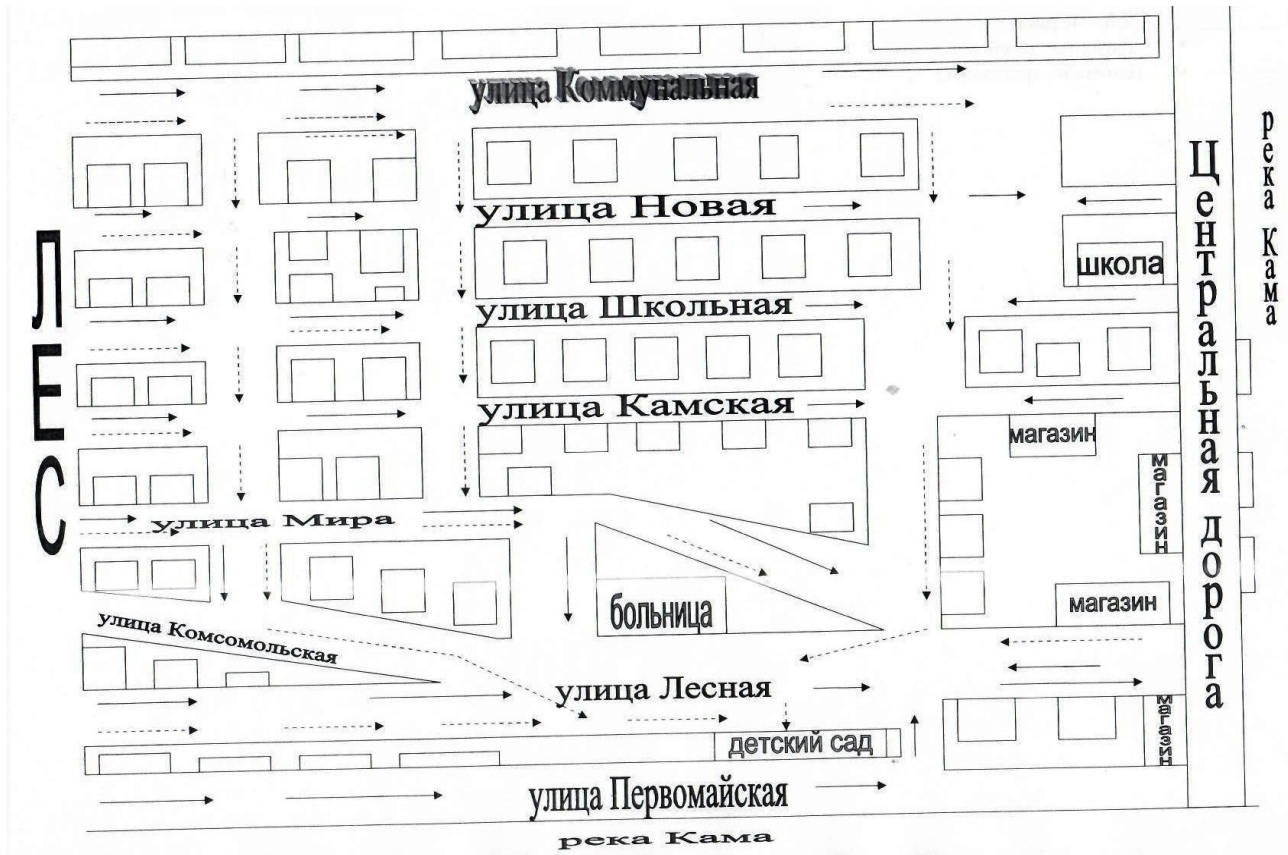 улица Коммунальная
река Кама
Центральная дорога
улица Новая
ЛЕС
школа
улица Школьная
улица Камская
магазин
магазин
улица Мира
магазин
больница
улица Комсомольская
улица Лесная
магазин
детский сад
улица Первомайская
река Кама